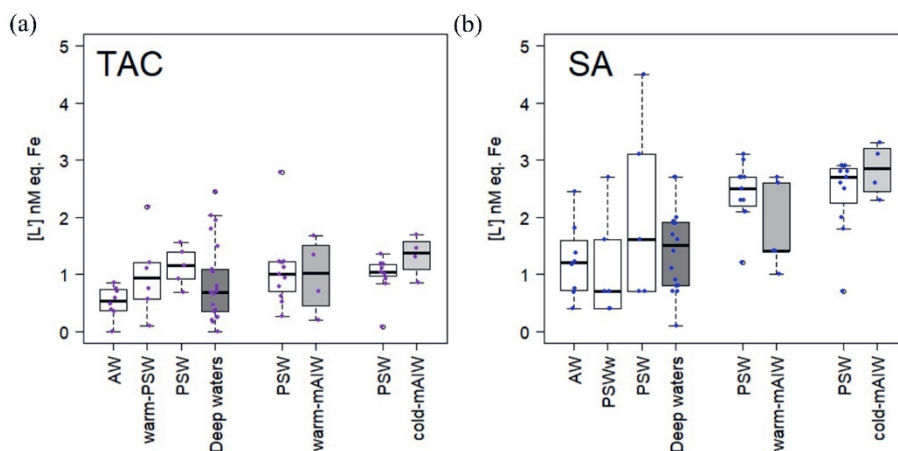 (a)
TAC
[L'] nM eq. Fe
5
4
3
2
1
0
AW
warm-PSW
PSW
Deep waters
PSW
warm-mAIW
PSW
cold-mAIW
(b)
SA
[L'] nM eq. Fe
5
4
3
2
1
0
AW
PSWw
PSW
Deep waters
PSW
warm-mAIW
PSW
cold-mAIW